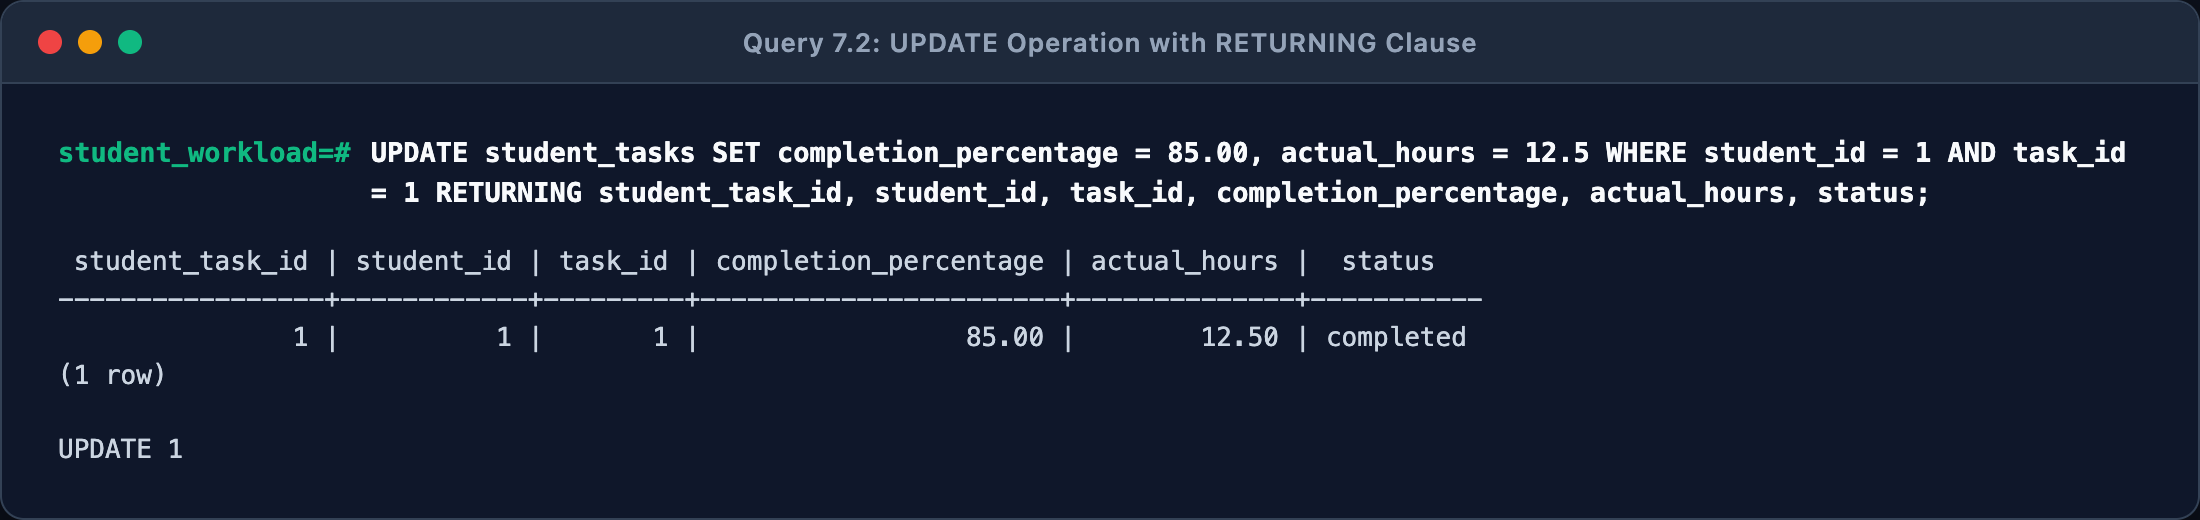 Query 7.2: UPDATE Operation with RETURNING Clause
student_workload=# UPDATE student_tasks SET completion_percentage = 85.00, actual_hours = 12.5 WHERE student_id = 1 AND task_id
= 1 RETURNING student_task_id, student_id, task_id, completion_percentage, actual_hours, status;
 student_task_id | student_id | task_id | completion_percentage | actual_hours |  status
-----------------+------------+---------+-----------------------+--------------+-----------
               1 |          1 |       1 |                 85.00 |        12.50 | completed
(1 row)
UPDATE 1